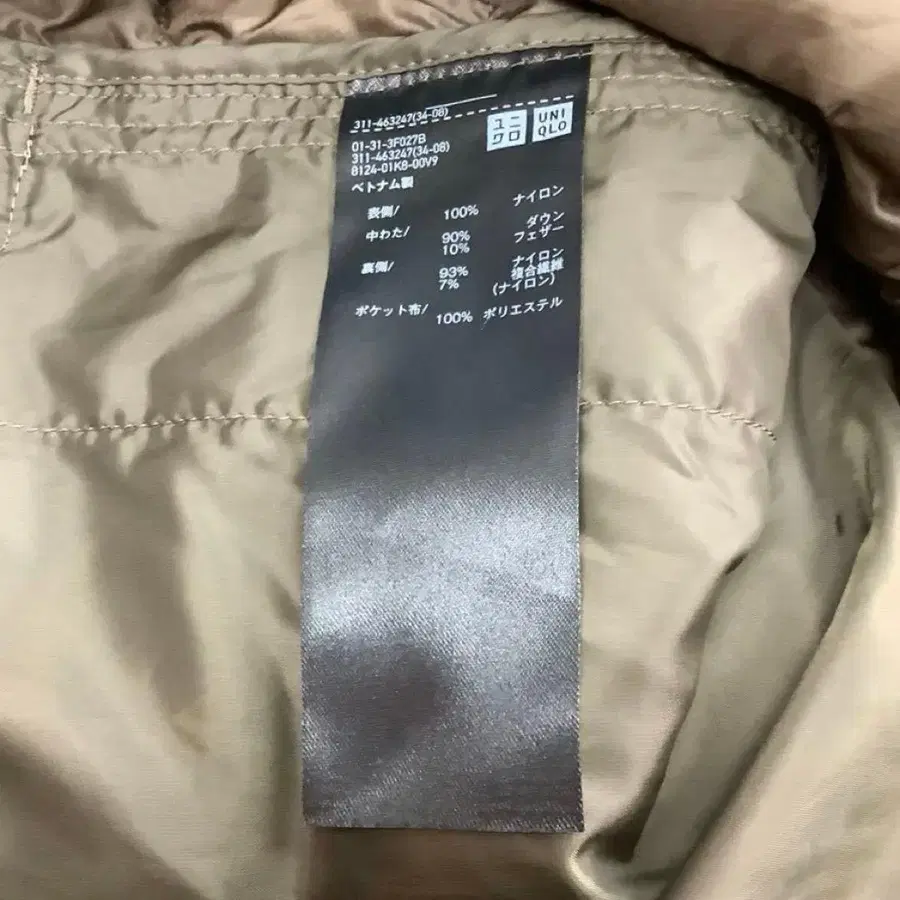 311-463247(34-08)
ユニクロ UNIQLO
01-31-3F027B
311-463247(34-08)
8124-01K8-00V9
ベトナム製
表側/ 100% ナイロン
中わた/ 90% ダウン
10% フェザー
裏側/ 93% ナイロン
7% 複合繊維
(ナイロン)
ポケット布/ 100% ポリエステル